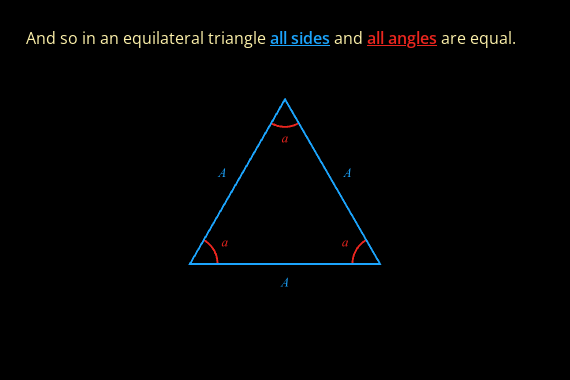 And so in an equilateral triangle all sides and all angles are equal.
a
A A
a a
A